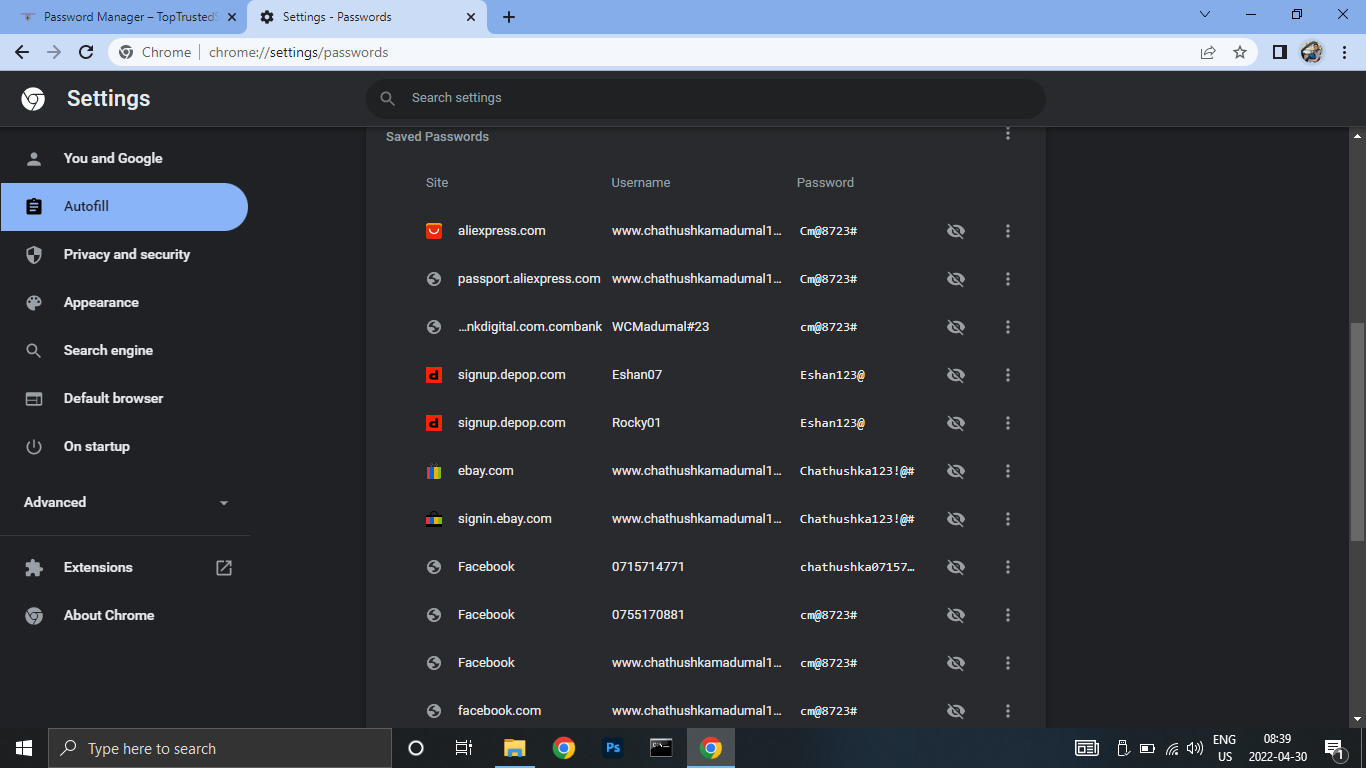 Password Manager – TopTrusted
Settings - Passwords
Chrome
chrome://settings/passwords
Settings
Search settings
You and Google
Autofill
Privacy and security
Appearance
Search engine
Default browser
On startup
Advanced
Extensions
About Chrome
Saved Passwords
Site Username Password
aliexpress.com www.chathushkamadumal1… Cm@8723#
passport.aliexpress.com www.chathushkamadumal1… Cm@8723#
…nkdigital.com.combank WCMadumal#23 cm@8723#
signup.depop.com Eshan07 Eshan123@
signup.depop.com Rocky01 Eshan123@
ebay.com www.chathushkamadumal1… Chathushka123!@#
signin.ebay.com www.chathushkamadumal1… Chathushka123!@#
Facebook 0715714771 chathushka07157…
Facebook 0755170881 cm@8723#
Facebook www.chathushkamadumal1… cm@8723#
facebook.com www.chathushkamadumal1… cm@8723#
Type here to search
Ps
ENG
US
08:39
2022-04-30
1